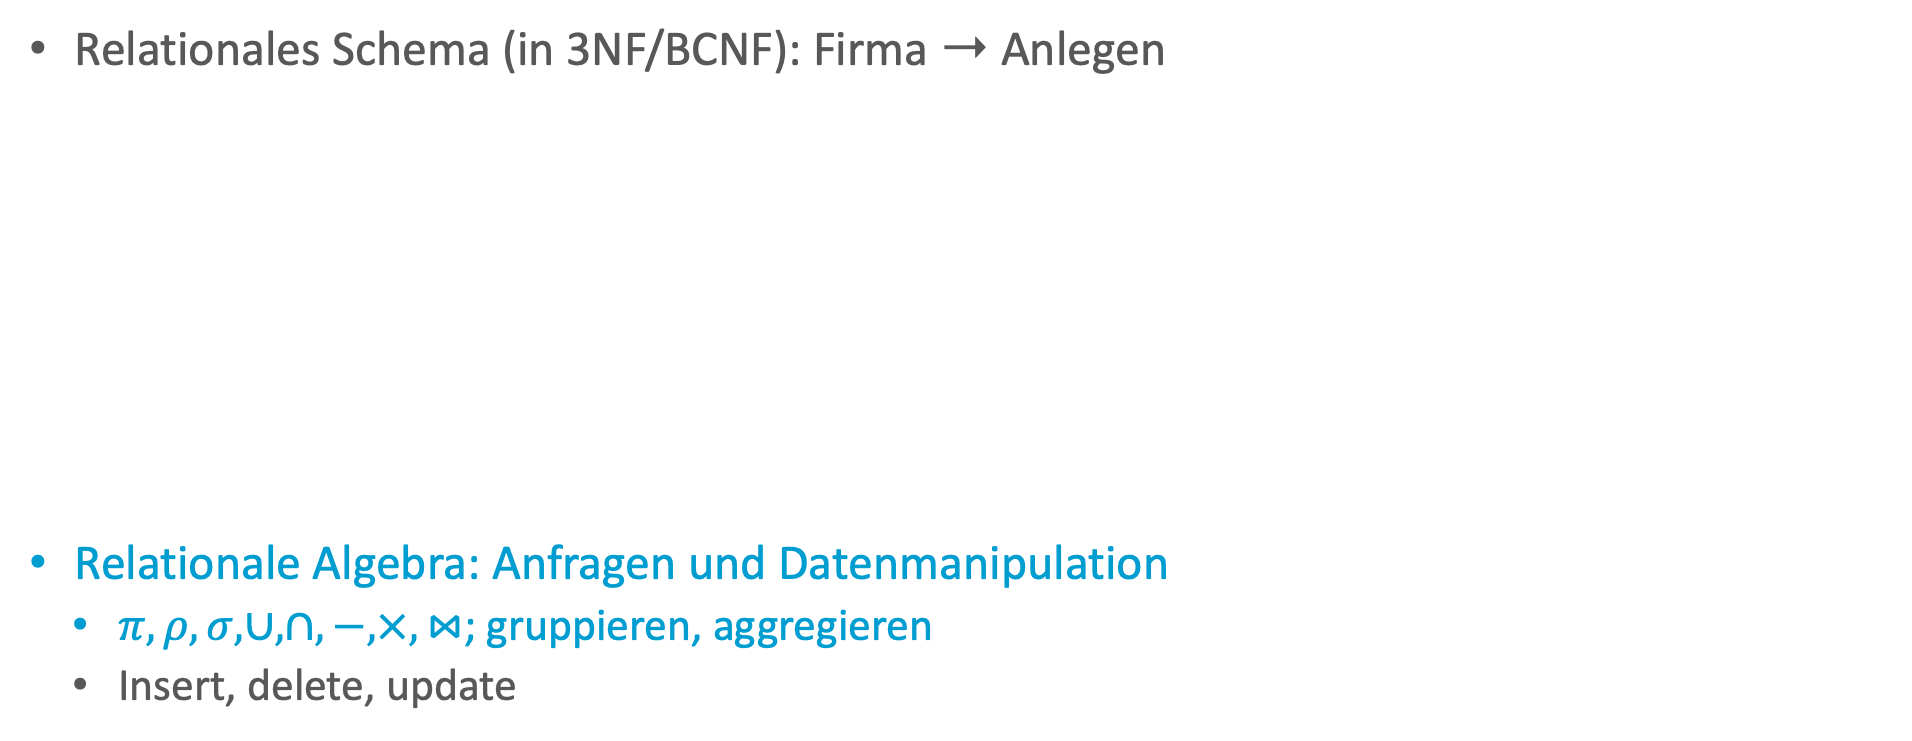 • Relationales Schema (in 3NF/BCNF): Firma → Anlegen
• Relationale Algebra: Anfragen und Datenmanipulation
• π, ρ, σ,∪,∩, −,×, ⋈; gruppieren, aggregieren
• Insert, delete, update